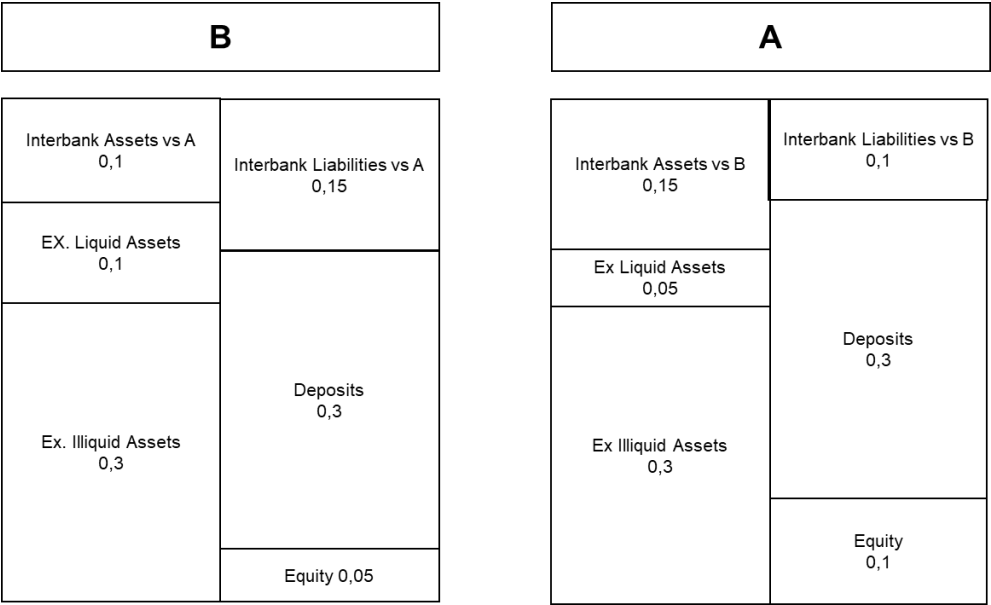 B
Interbank Assets vs A
0,1
EX. Liquid Assets
0,1
Ex. Illiquid Assets
0,3
Interbank Liabilities vs A
0,15
Deposits
0,3
Equity 0,05
A
Interbank Assets vs B
0,15
Ex Liquid Assets
0,05
Ex Illiquid Assets
0,3
Interbank Liabilities vs B
0,1
Deposits
0,3
Equity
0,1